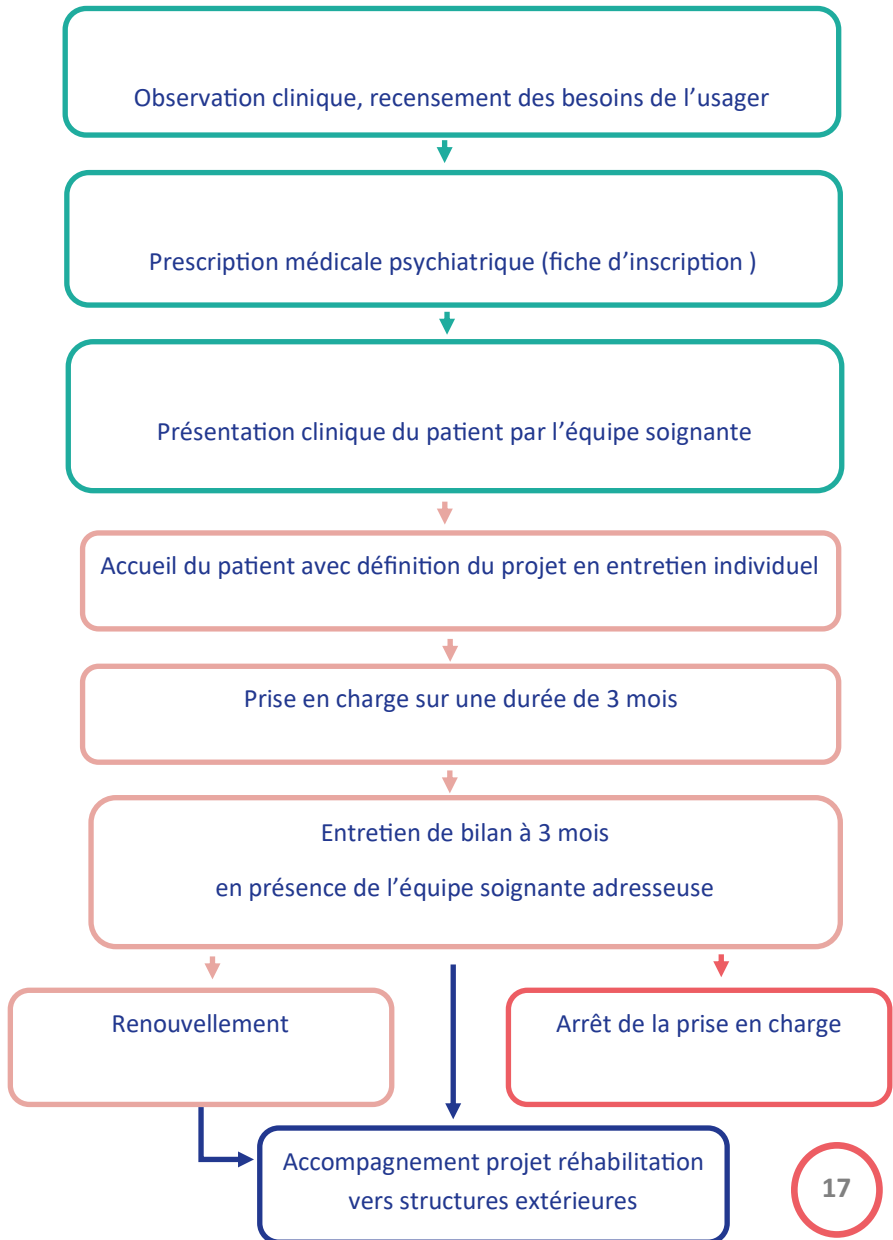 Observation clinique, recensement des besoins de l’usager
Prescription médicale psychiatrique (fiche d’inscription )
Présentation clinique du patient par l’équipe soignante
Accueil du patient avec définition du projet en entretien individuel
Prise en charge sur une durée de 3 mois
Entretien de bilan à 3 mois
en présence de l’équipe soignante adresseuse
Renouvellement
Arrêt de la prise en charge
Accompagnement projet réhabilitation
vers structures extérieures
17